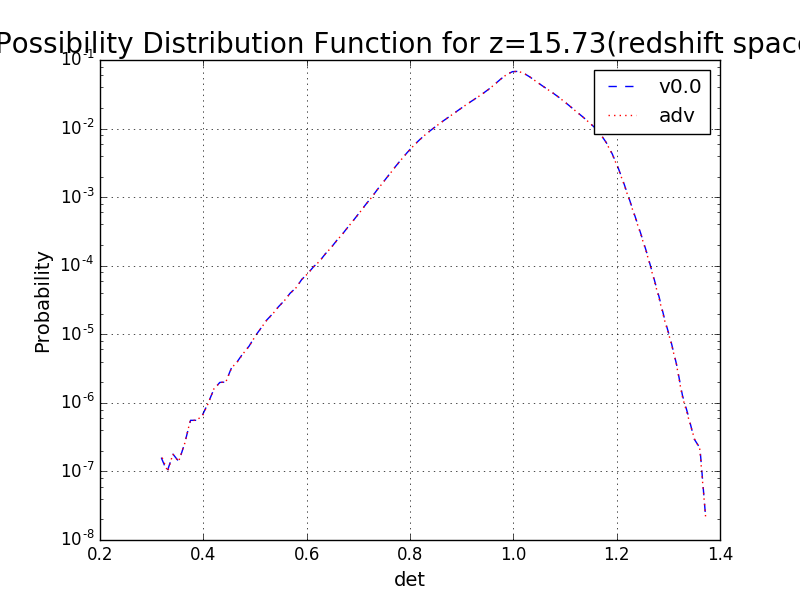 Possibility Distribution Function for z=15.73(redshift space
10^-1
10^-2
10^-3
10^-4
10^-5
10^-6
10^-7
10^-8
Probability
v0.0
adv
0.2 0.4 0.6 0.8 1.0 1.2 1.4
det